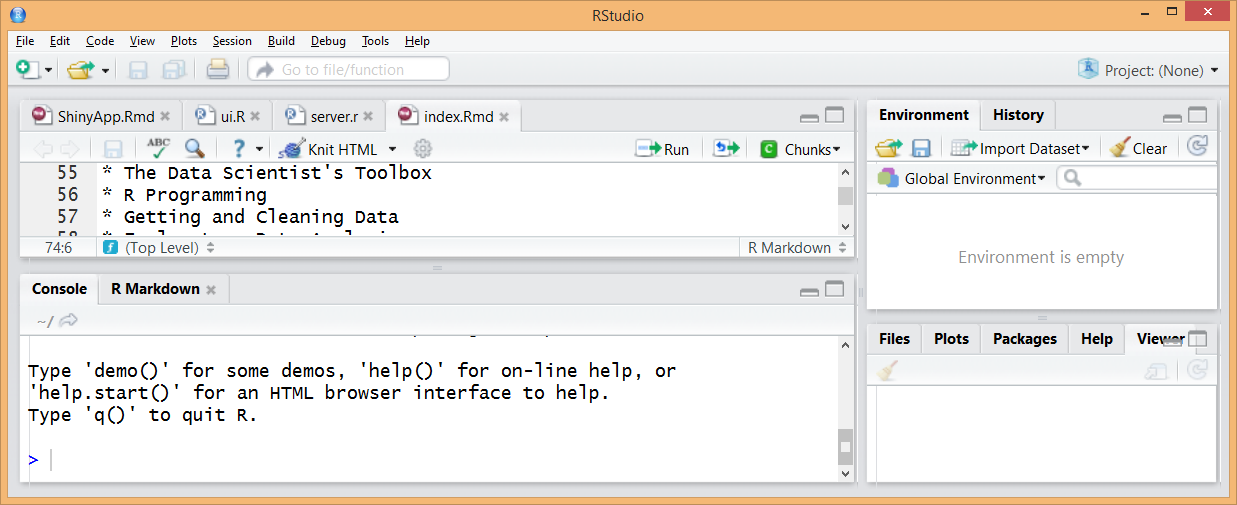 RStudio
File Edit Code View Plots Session Build Debug Tools Help
Go to file/function
Project: (None)
ShinyApp.Rmd ui.R server.r index.Rmd
ABC ? Knit HTML Run Chunks
55 * The Data Scientist's Toolbox
56 * R Programming
57 * Getting and Cleaning Data
58
74:6 (Top Level) R Markdown
Console R Markdown
~/
Type 'demo()' for some demos, 'help()' for on-line help, or
'help.start()' for an HTML browser interface to help.
Type 'q()' to quit R.
>
Environment History
Import Dataset Clear
Global Environment
Environment is empty
Files Plots Packages Help Viewer